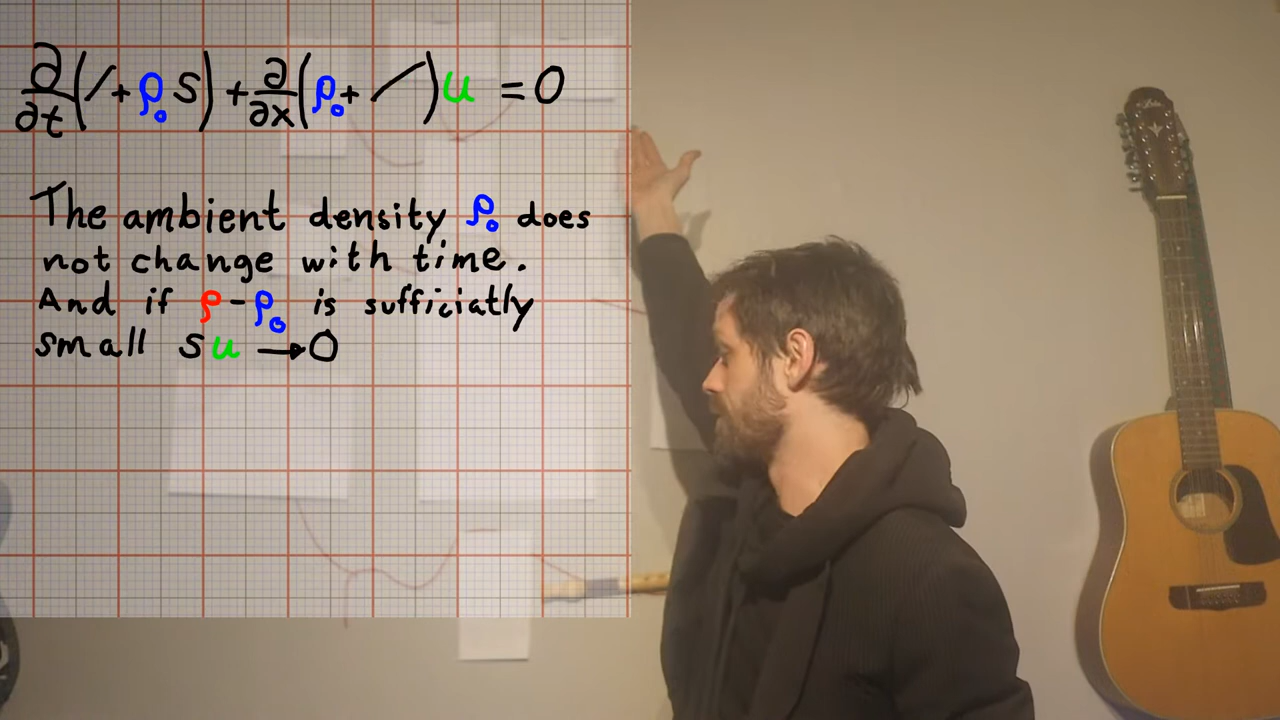 ∂/∂t(/+ρ₀s)+∂/∂x(ρ₀+/)u=0
The ambient density ρ₀ does
not change with time.
And if ρ-ρ₀ is sufficiatly
small su→0